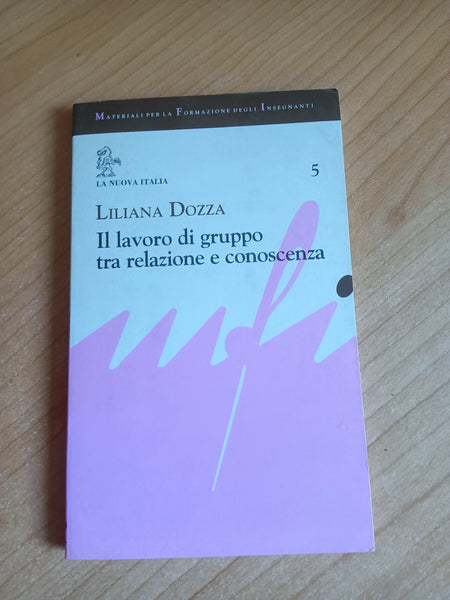 Materiali per la Formazione degli Insegnanti
LA NUOVA ITALIA
5
Liliana Dozza
Il lavoro di gruppo
tra relazione e conoscenza
mfi